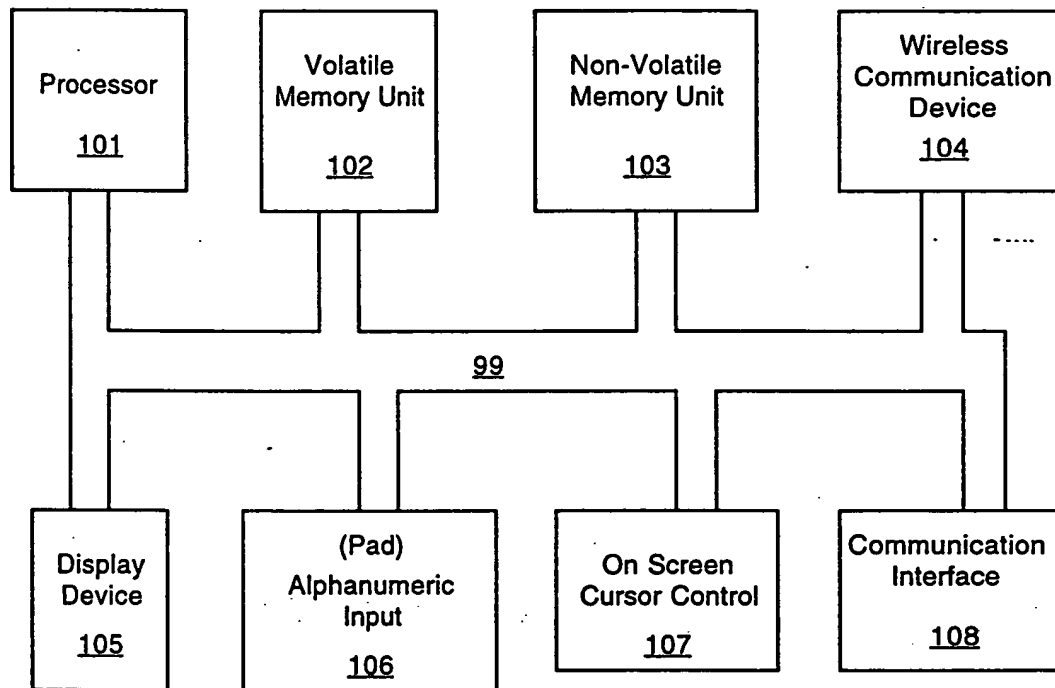 Processor
101
Volatile
Memory Unit
102
Non-Volatile
Memory Unit
103
Wireless
Communication
Device
104
99
Display
Device
105
(Pad)
Alphanumeric
Input
106
On Screen
Cursor Control
107
Communication
Interface
108